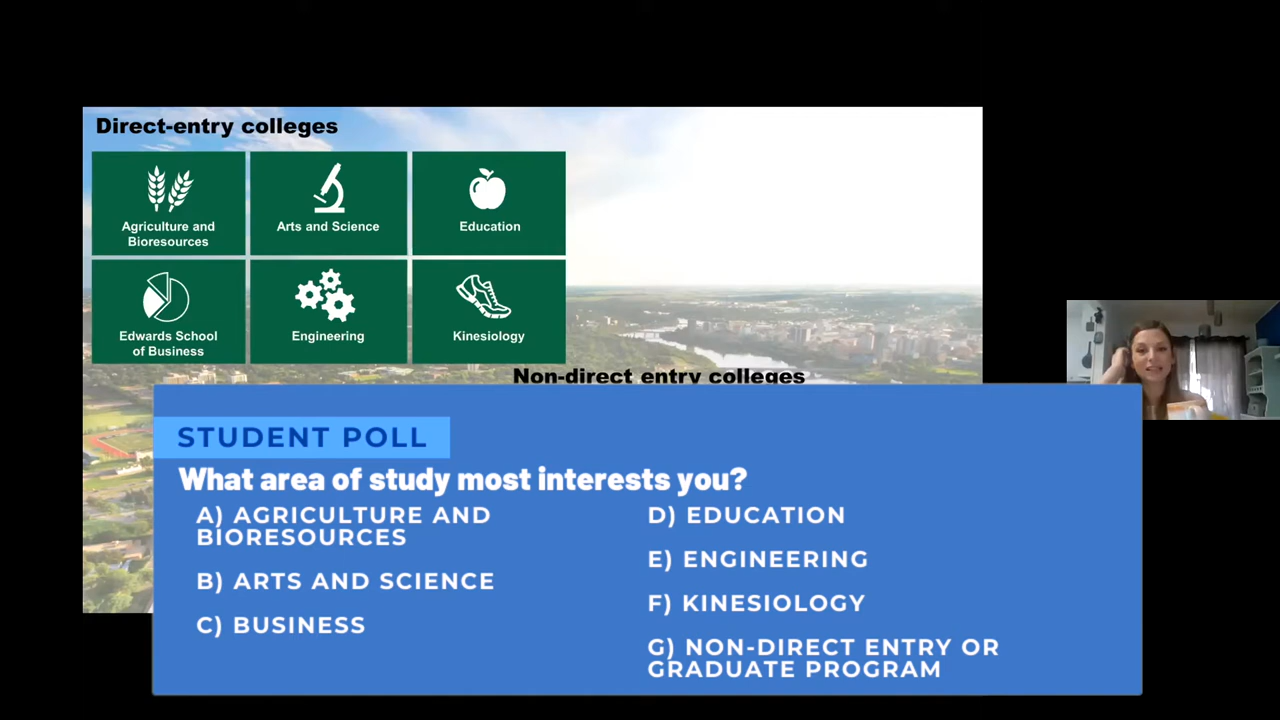 Direct-entry colleges
Agriculture and
Bioresources
Arts and Science
Education
Edwards School
of Business
Engineering
Kinesiology
Non-direct entry colleges
STUDENT POLL
What area of study most interests you?
A) AGRICULTURE AND
BIORESOURCES
B) ARTS AND SCIENCE
C) BUSINESS
D) EDUCATION
E) ENGINEERING
F) KINESIOLOGY
G) NON-DIRECT ENTRY OR
GRADUATE PROGRAM